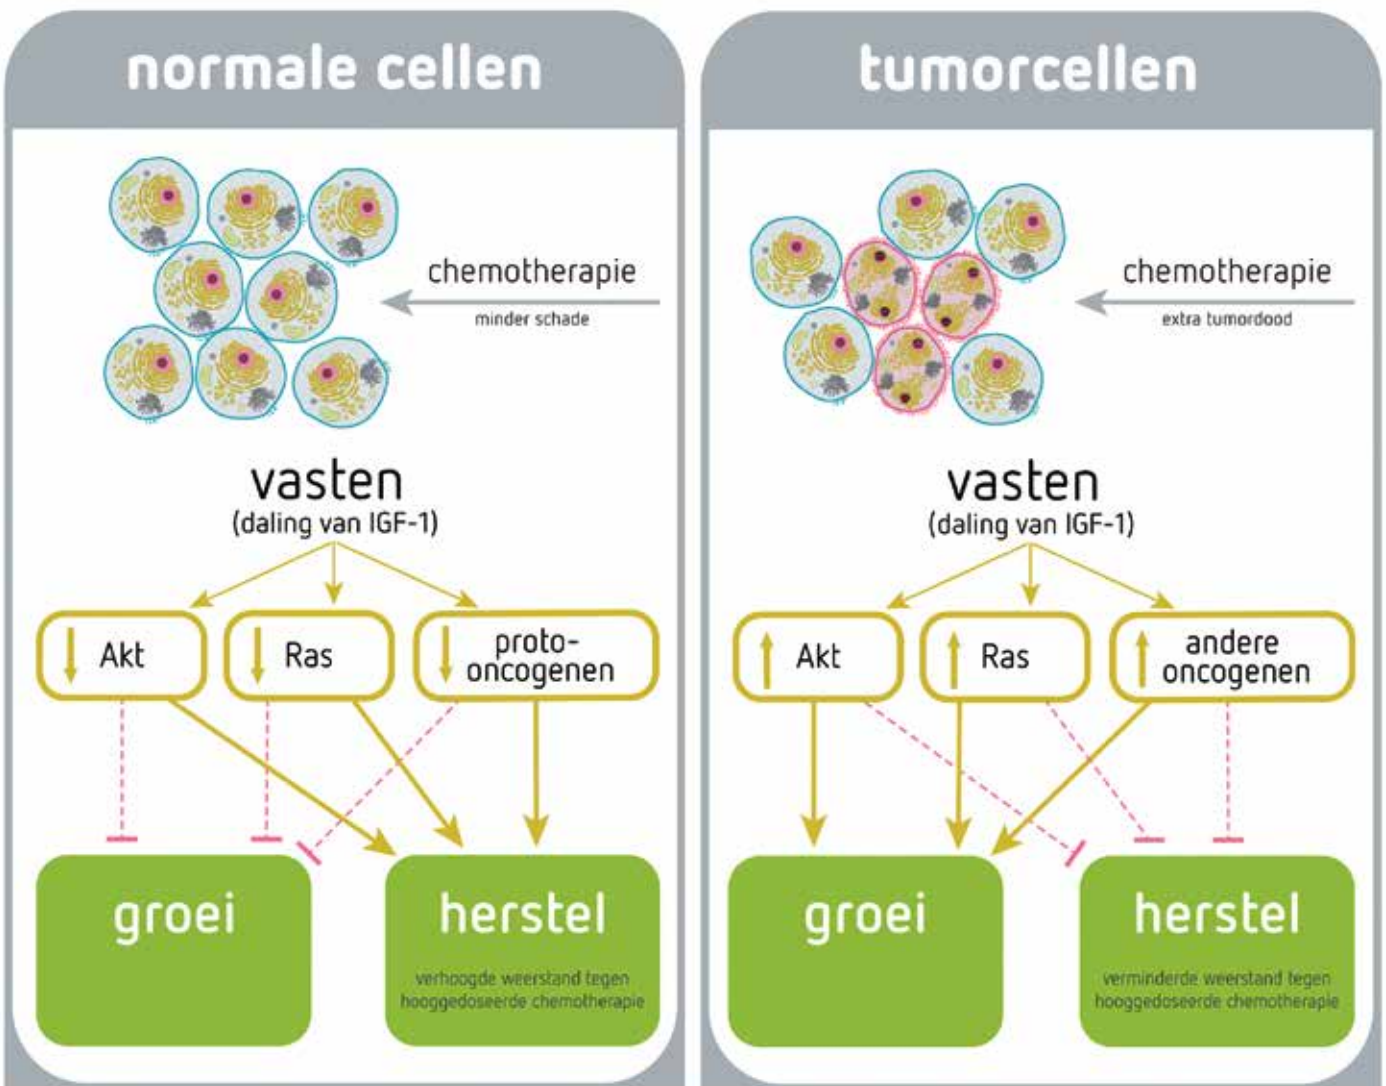 normale cellen
chemotherapie
minder schade
vasten
(daling van IGF-1)
Akt
Ras
proto-
oncogenen
groei
herstel
verhoogde weerstand tegen
hooggedoseerde chemotherapie
tumorcellen
chemotherapie
extra tumordood
vasten
(daling van IGF-1)
Akt
Ras
andere
oncogenen
groei
herstel
verminderde weerstand tegen
hooggedoseerde chemotherapie